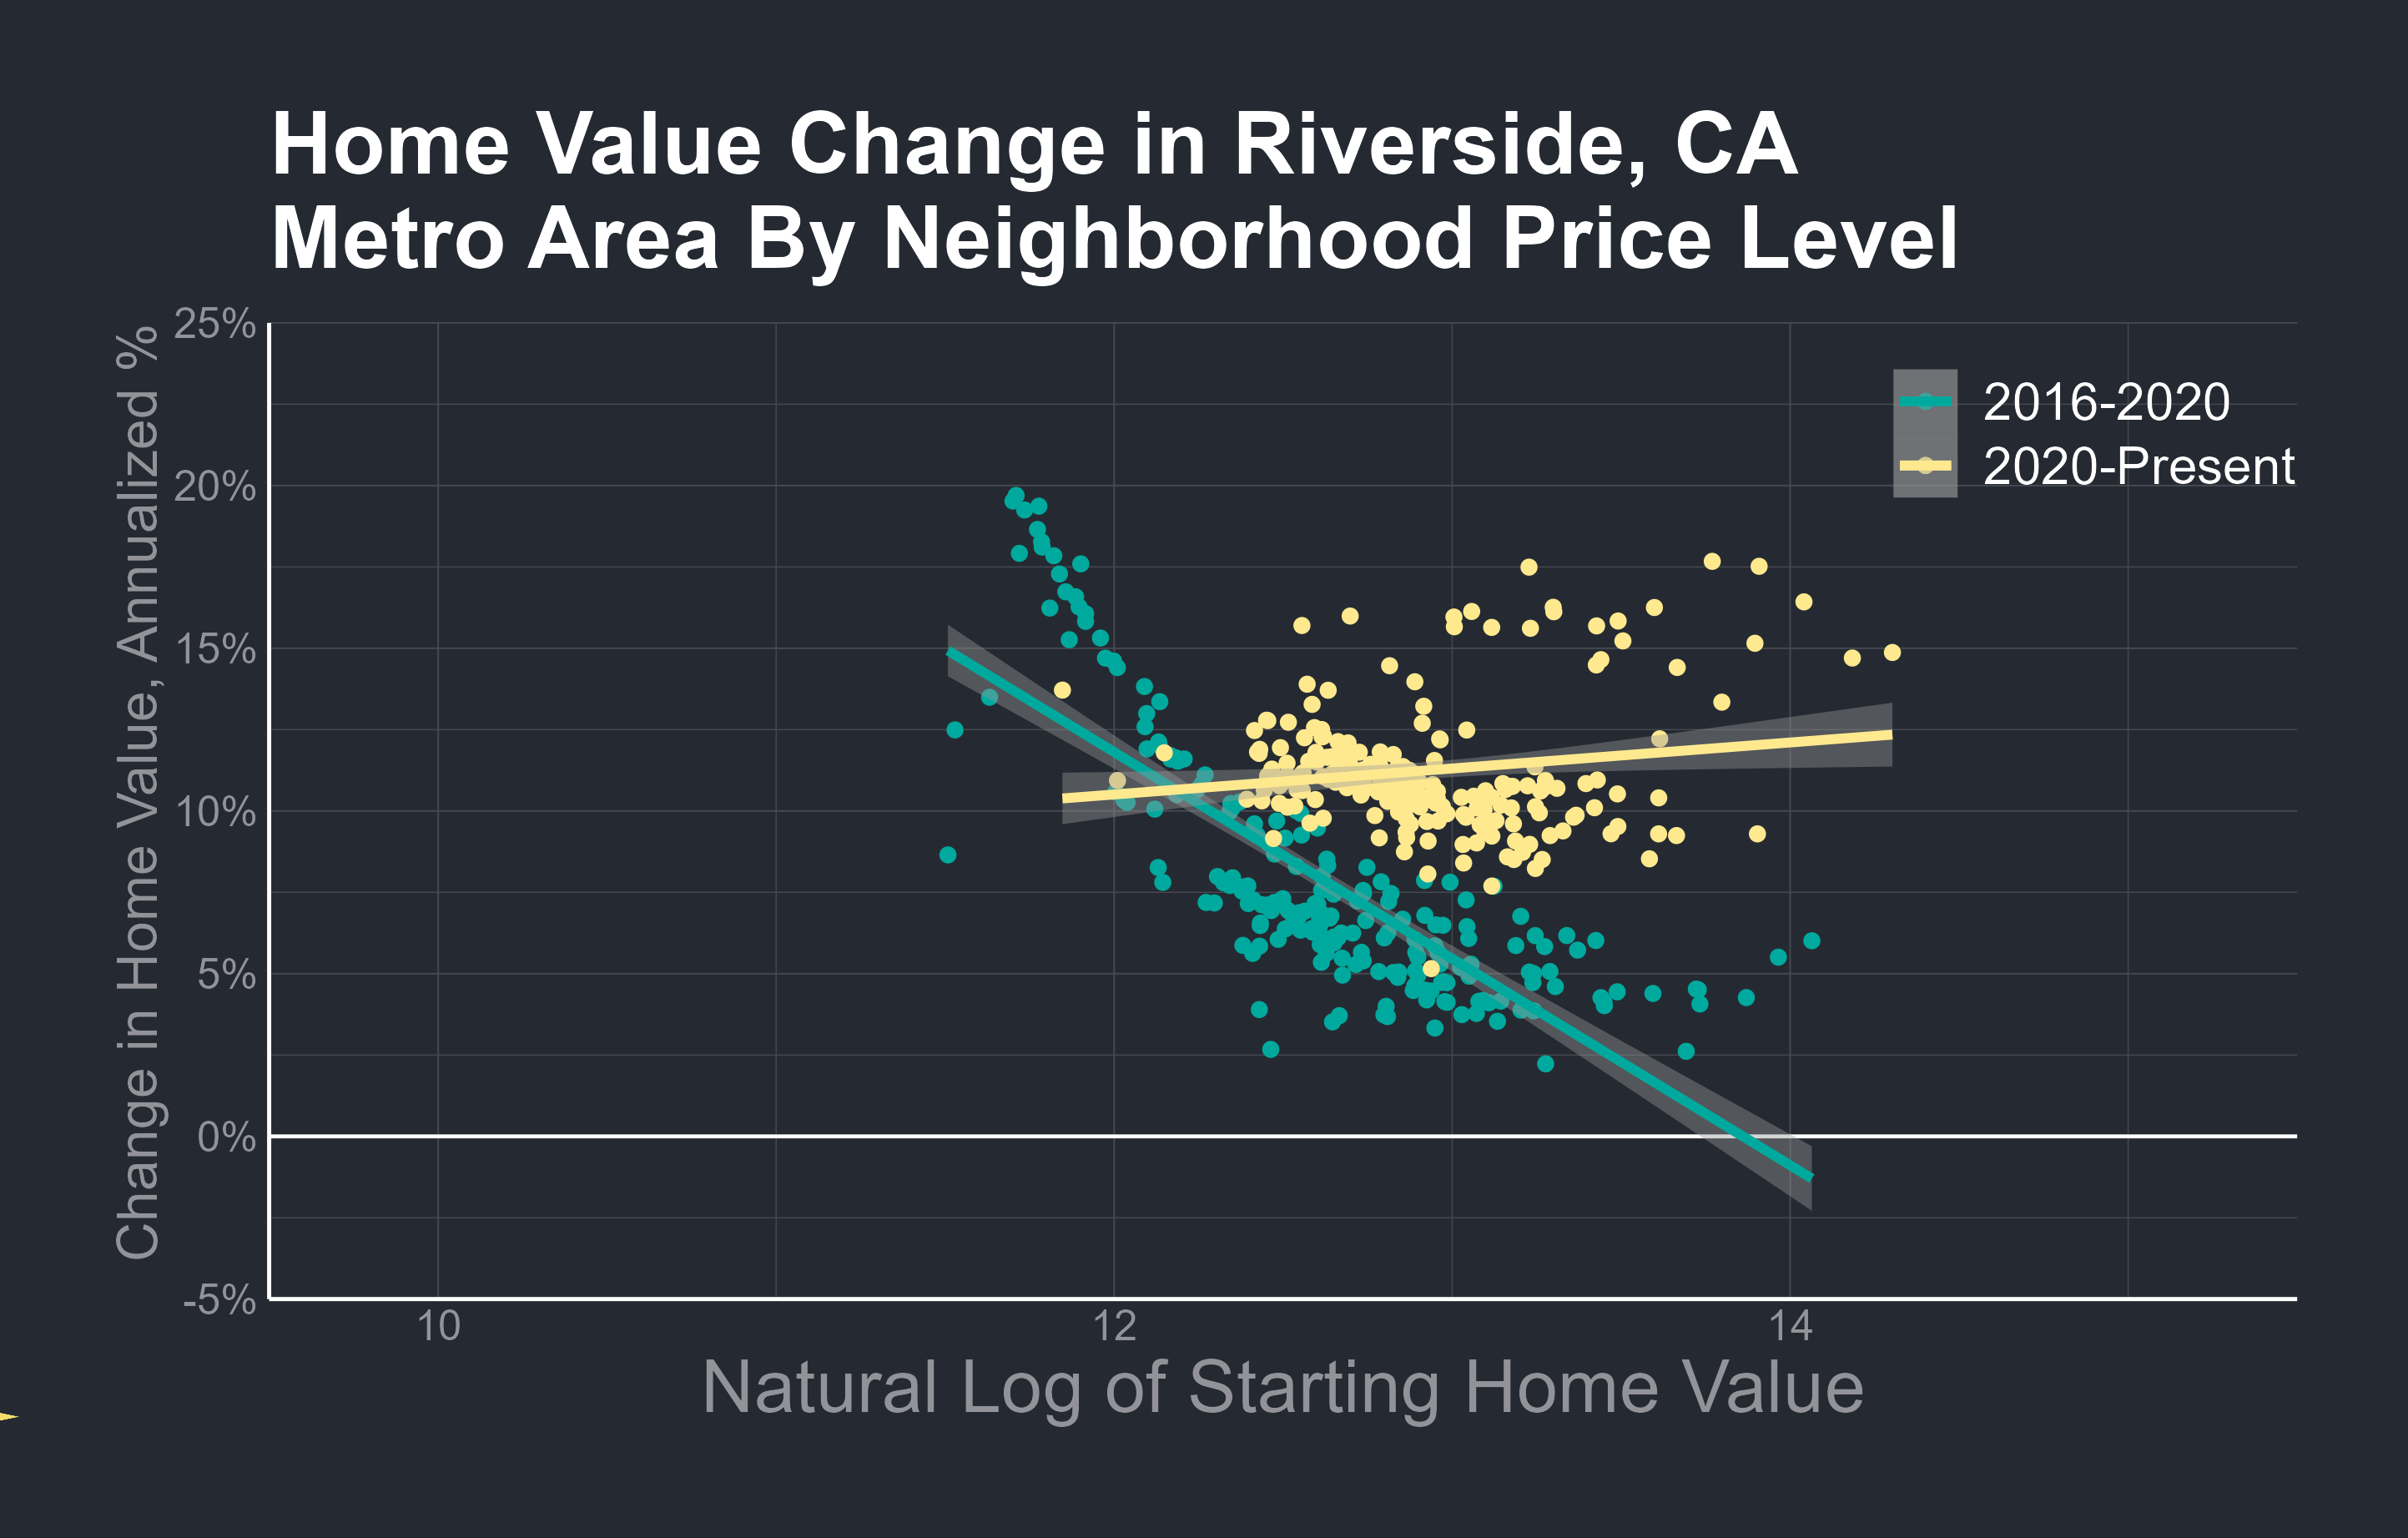 Home Value Change in Riverside, CA
Metro Area By Neighborhood Price Level
Change in Home Value, Annualized %
25%
20%
15%
10%
5%
0%
-5%
2016-2020
2020-Present
10
12
14
Natural Log of Starting Home Value